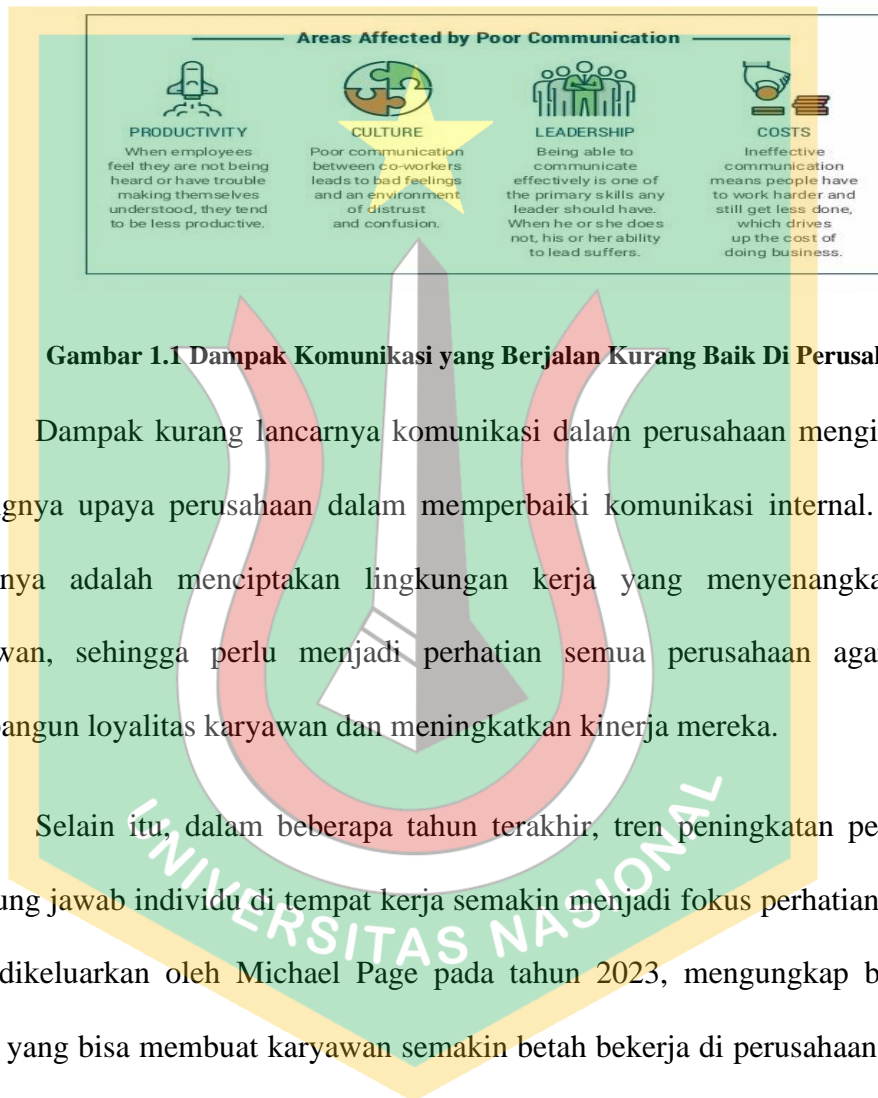 Areas Affected by Poor Communication
PRODUCTIVITY
When employees
feel they are not being
heard or have trouble
making themselves
understood, they tend
to be less productive.
CULTURE
Poor communication
between co-workers
leads to bad feelings
and an environment
of distrust
and confusion.
LEADERSHIP
Being able to
communicate
effectively is one of
the primary skills any
leader should have.
When he or she does
not, his or her ability
to lead suffers.
COSTS
Ineffective
communication
means people have
to work harder and
still get less done,
which drives
up the cost of
doing business.
Gambar 1.1 Dampak Komunikasi yang Berjalan Kurang Baik Di Perusa
Dampak kurang lancarnya komunikasi dalam perusahaan mengi
gnya upaya perusahaan dalam memperbaiki komunikasi internal.
nya adalah menciptakan lingkungan kerja yang menyenangka
wan, sehingga perlu menjadi perhatian semua perusahaan aga
angun loyalitas karyawan dan meningkatkan kinerja mereka.
Selain itu, dalam beberapa tahun terakhir, tren peningkatan pe
ung jawab individu di tempat kerja semakin menjadi fokus perhatian
dikeluarkan oleh Michael Page pada tahun 2023, mengungkap b
yang bisa membuat karyawan semakin betah bekerja di perusahaan
UNIVERSITAS NASIONAL